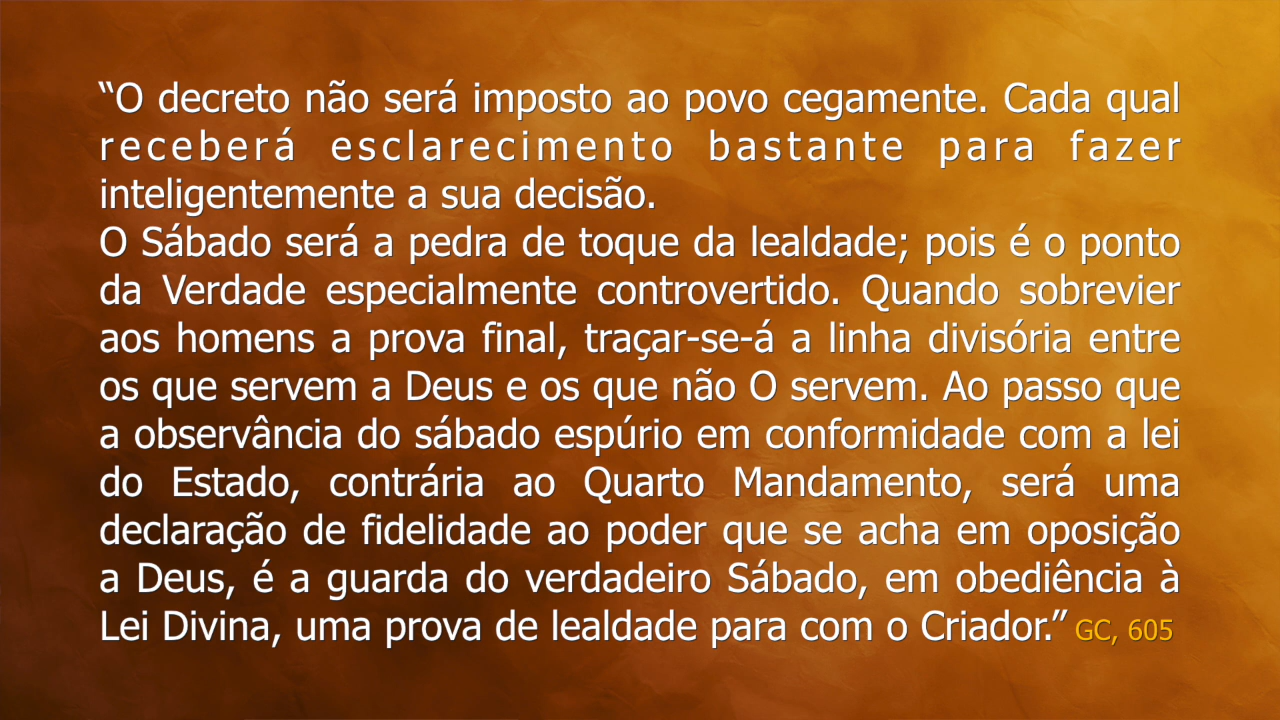 “O decreto não será imposto ao povo cegamente. Cada qual
receberá esclarecimento bastante para fazer
inteligentemente a sua decisão.
O Sábado será a pedra de toque da lealdade; pois é o ponto
da Verdade especialmente controvertido. Quando sobrevier
aos homens a prova final, traçar-se-á a linha divisória entre
os que servem a Deus e os que não O servem. Ao passo que
a observância do sábado espúrio em conformidade com a lei
do Estado, contrária ao Quarto Mandamento, será uma
declaração de fidelidade ao poder que se acha em oposição
a Deus, é a guarda do verdadeiro Sábado, em obediência à
Lei Divina, uma prova de lealdade para com o Criador.” GC, 605